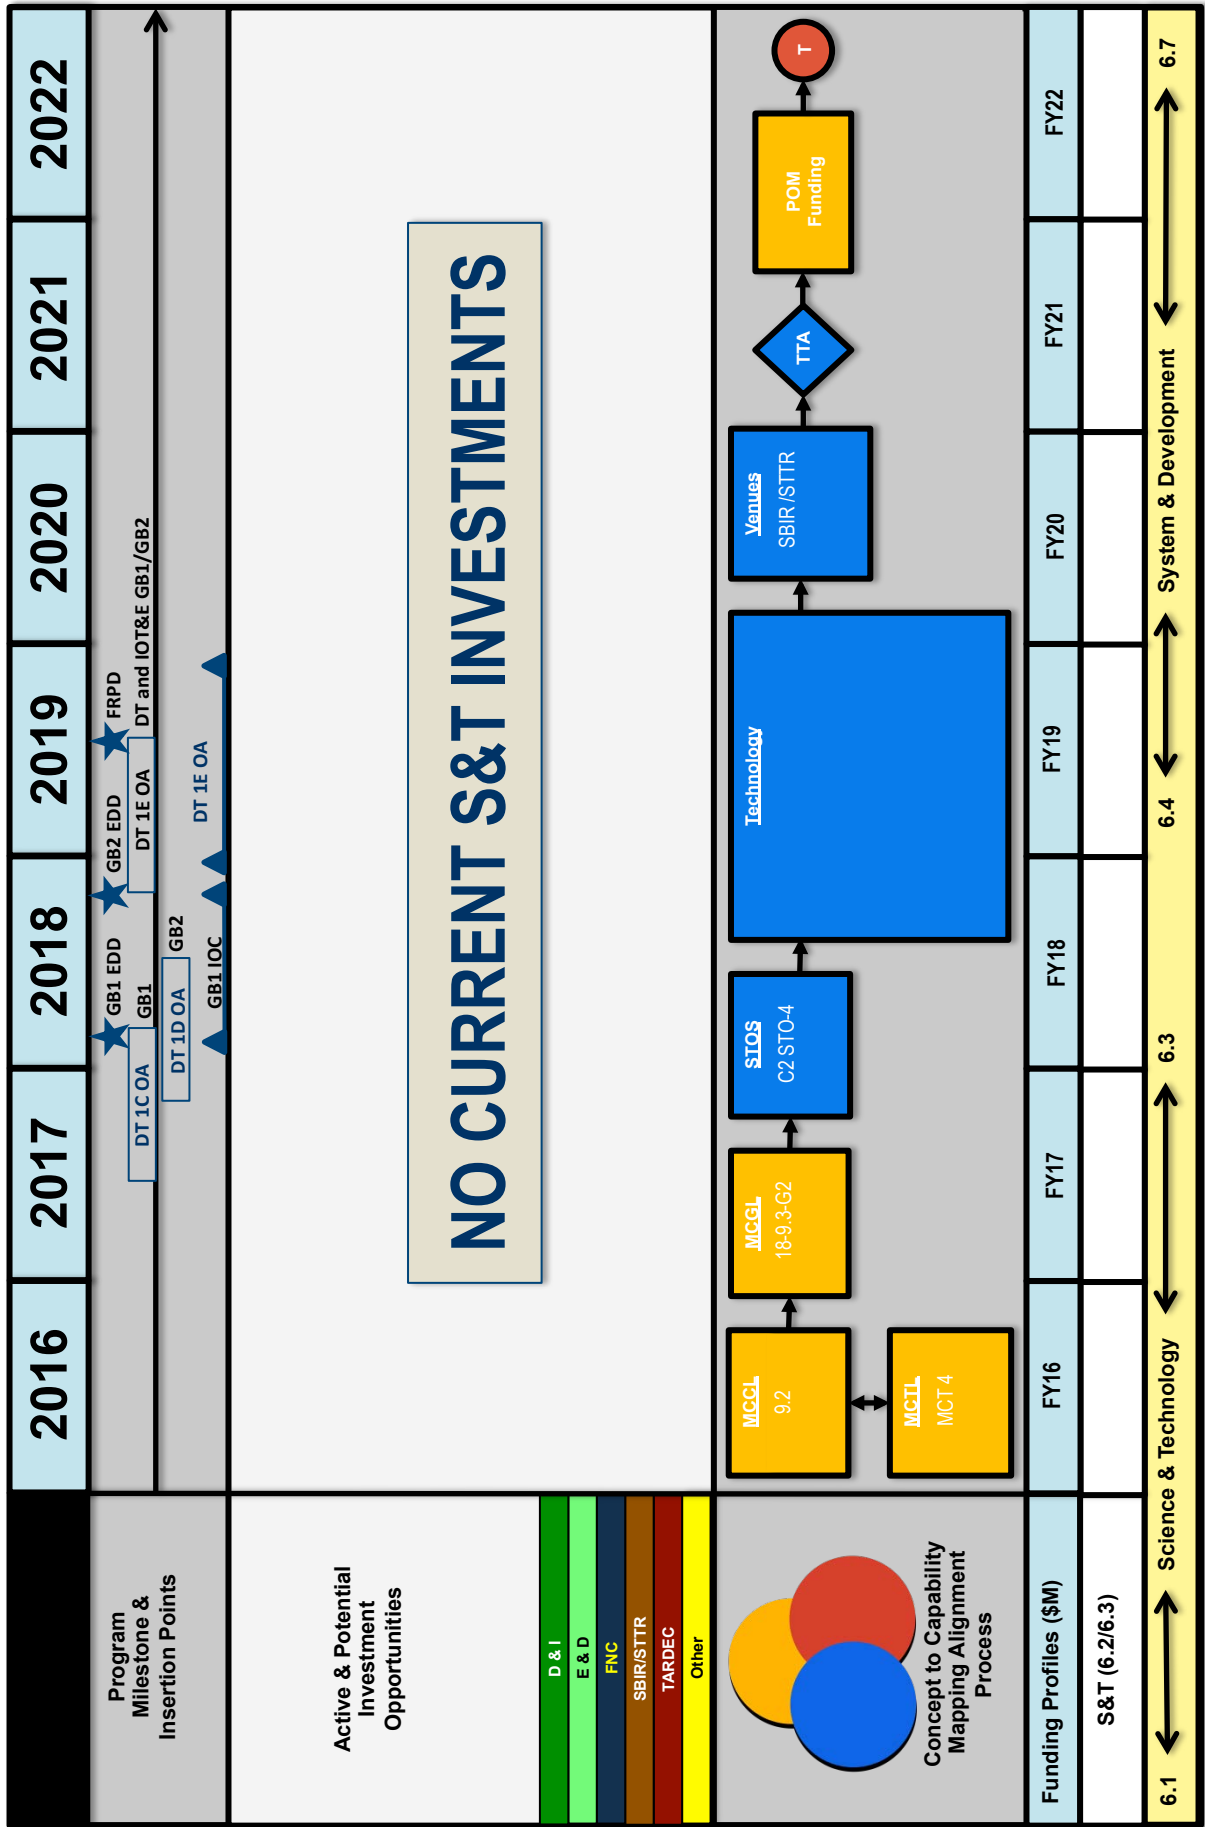 2016
2017
2018
2019
2020
2021
2022
Program
Milestone &
Insertion Points
GB1 EDD
GB2 EDD
FRPD
DT 1C OA
GB1
DT 1E OA
DT and IOT&E GB1/GB2
DT 1D OA
GB2
GB1 IOC
DT 1E OA
Active & Potential
Investment
Opportunities
NO CURRENT S&T INVESTMENTS
D & I
E & D
FNC
SBIR/STTR
TARDEC
Other
Concept to Capability
Mapping Alignment
Process
MCCL
9.2
MCTL
MCT 4
MCGL
18-9.3-G2
STOS
C2 STO-4
Technology
Venues
SBIR /STTR
TTA
POM
Funding
T
Funding Profiles ($M)
FY16
FY17
FY18
FY19
FY20
FY21
FY22
S&T (6.2/6.3)
6.1
Science & Technology
6.3
6.4
System & Development
6.7